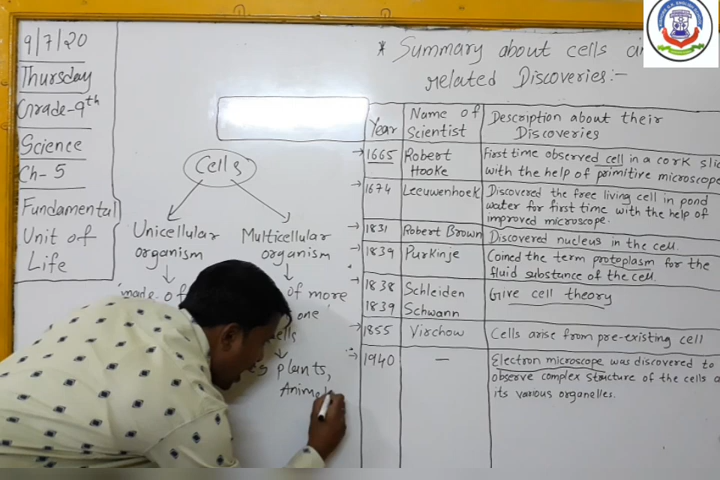 9/7/20
Thursday
Grade-9th
Science
Ch-5
Fundamental
Unit of
Life
* Summary about cells
related Discoveries:-
Cells
Unicellular
organism
Multicellular
organism
made of
of more
one
plants,
Year
Name of
Scientist
Description about their
Discoveries
1665
Robert
Hooke
First time observed cell in a cork
with the help of primitive microscope
1674
Leeuwenhoek
Discovered the free living cell in pond
water for first time with the help of
improved microscope.
1831
Robert Brown
Discovered nucleus in the cell.
1839
Purkinje
Coined the term protoplasm for the
fluid substance of the cell.
1838
Schleiden
1839
Schwann
Give cell theory
1855
Virchow
Cells arise from pre-existing cell
1940
—
Electron microscope was discovered to
observe complex structure of the cells
its various organelles.